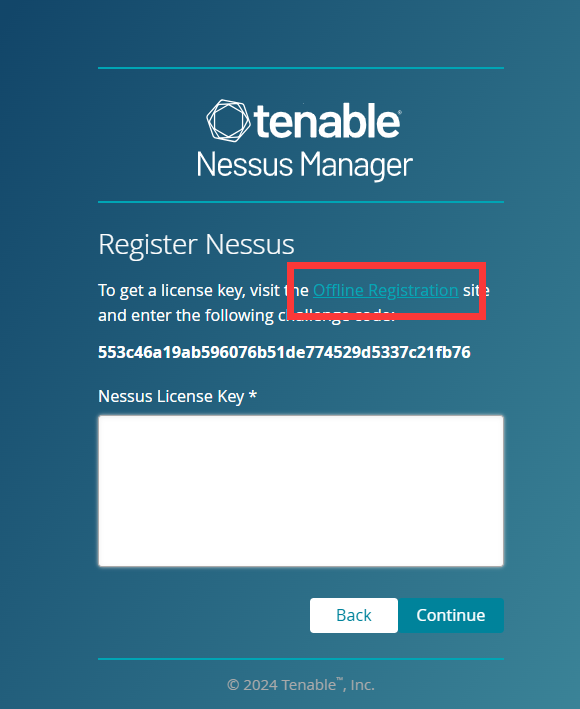 tenable®
Nessus Manager
Register Nessus
To get a license key, visit the Offline Registration site
and enter the following challenge code:
553c46a19ab596076b51de774529d5337c21fb76
Nessus License Key *
Back
Continue
© 2024 Tenable™, Inc.